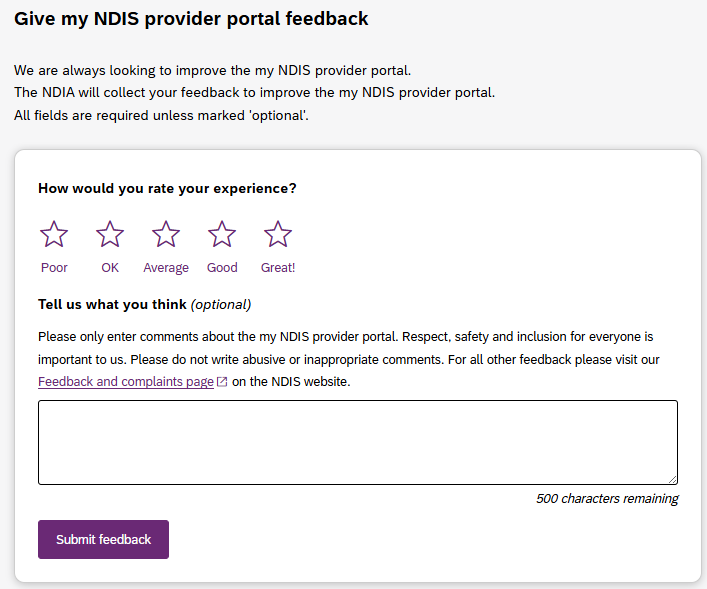 Give my NDIS provider portal feedback
We are always looking to improve the my NDIS provider portal.
The NDIA will collect your feedback to improve the my NDIS provider portal.
All fields are required unless marked 'optional'.
How would you rate your experience?
Poor OK Average Good Great!
Tell us what you think (optional)
Please only enter comments about the my NDIS provider portal. Respect, safety and inclusion for everyone is
important to us. Please do not write abusive or inappropriate comments. For all other feedback please visit our
Feedback and complaints page on the NDIS website.
500 characters remaining
Submit feedback